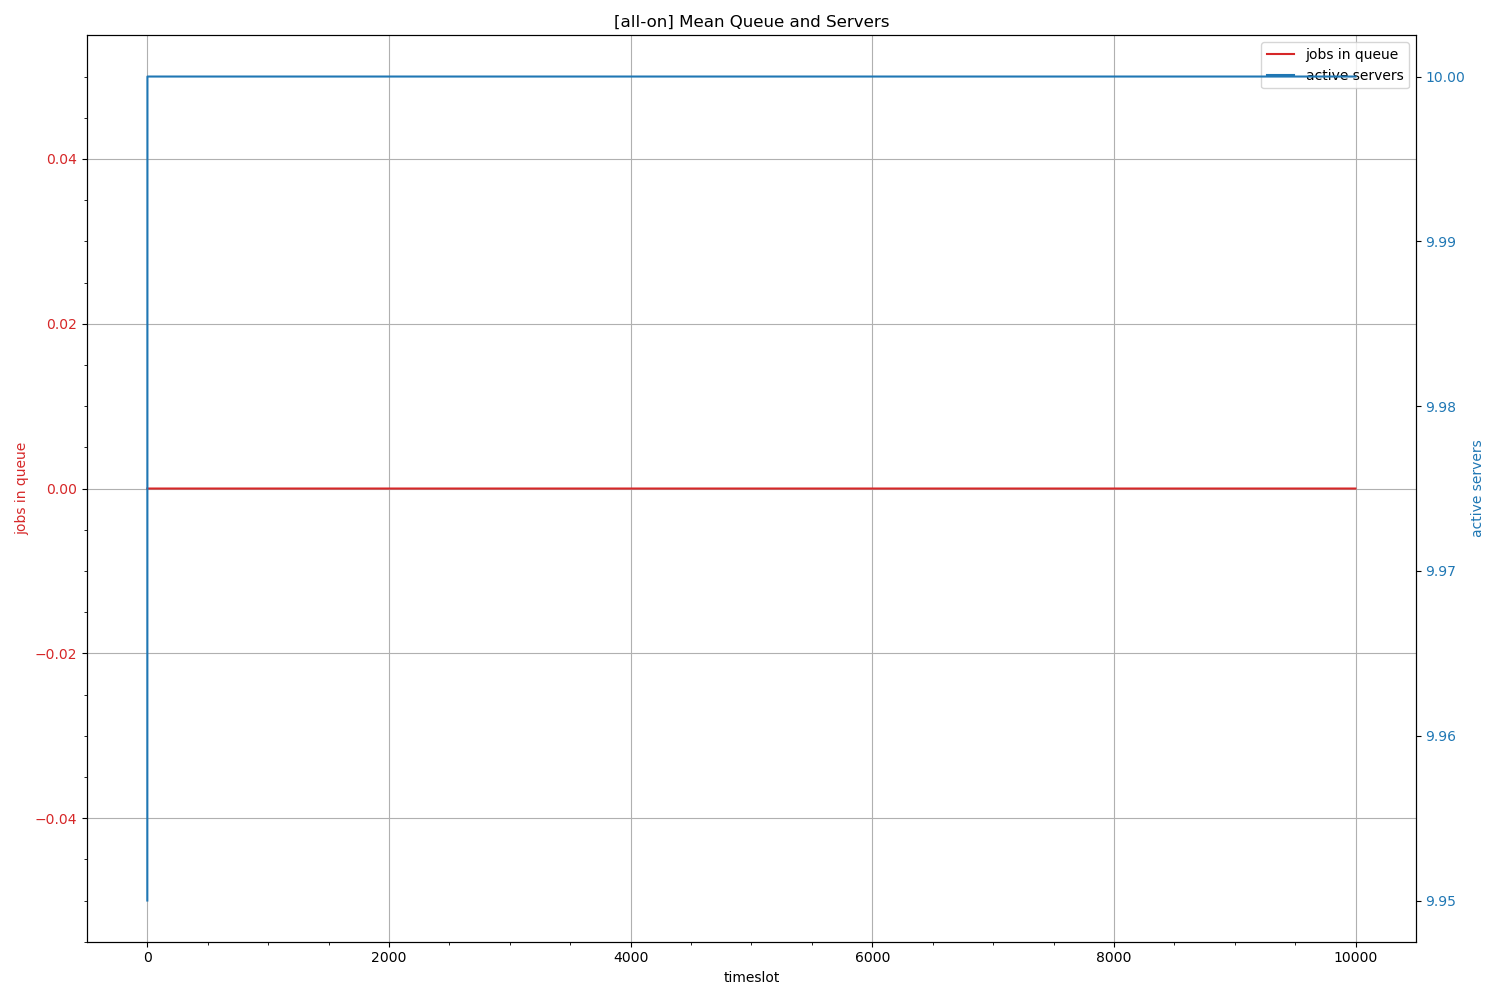 [all-on] Mean Queue and Servers
jobs in queue
active servers
0.04
0.02
0.00
−0.02
−0.04
jobs in queue
10.00
9.99
9.98
9.97
9.96
9.95
active servers
0 2000 4000 6000 8000 10000
timeslot